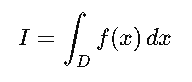 I = ∫_D f(x) dx